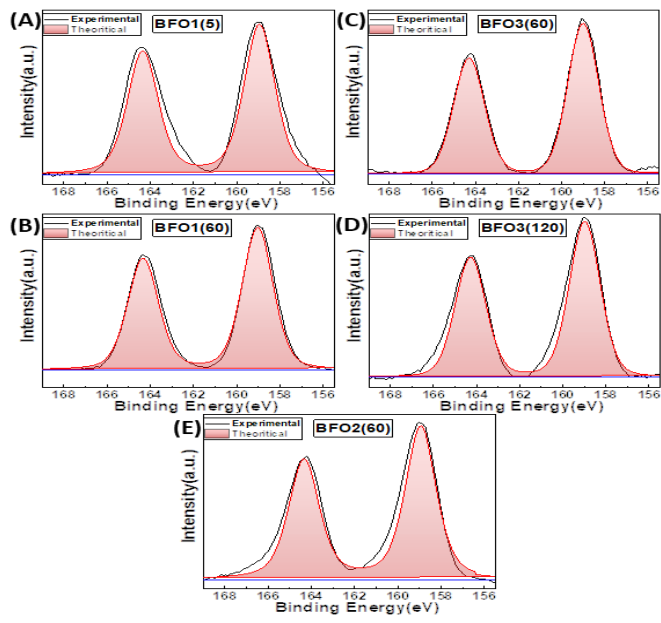 (A)
Experimental
Theoritical
BFO1(5)
Intensity(a.u.)
168 166 164 162 160 158 156
Binding Energy(eV)
(C)
Experimental
Theoritical
BFO3(60)
Intensity(a.u.)
168 166 164 162 160 158 156
Binding Energy(eV)
(B)
Experimental
Theoritical
BFO1(60)
Intensity(a.u.)
168 166 164 162 160 158 156
Binding Energy(eV)
(D)
Experimental
Theoritical
BFO3(120)
Intensity(a.u.)
168 166 164 162 160 158 156
Binding Energy(eV)
(E)
Experimental
Theoritical
BFO2(60)
Intensity(a.u.)
168 166 164 162 160 158 156
Binding Energy(eV)